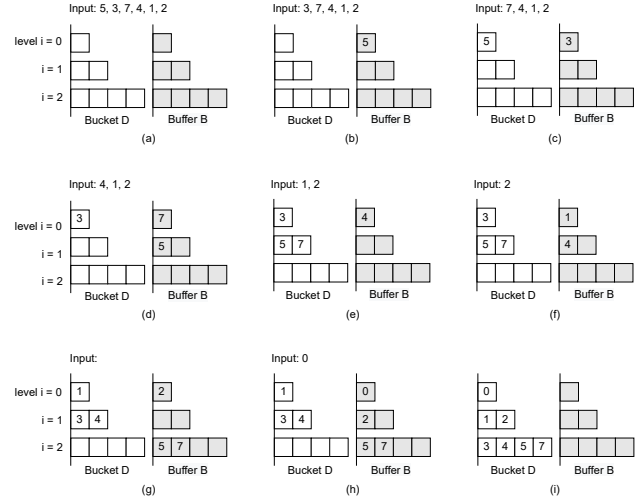 Input: 5, 3, 7, 4, 1, 2
Input: 3, 7, 4, 1, 2
Input: 7, 4, 1, 2
level i = 0
5
5
3
i = 1
i = 2
Bucket D
Buffer B
Bucket D
Buffer B
Bucket D
Buffer B
(a)
(b)
(c)
Input: 4, 1, 2
Input: 1, 2
Input: 2
level i = 0
3
7
3
4
3
1
i = 1
5
5 7
5 7
4
i = 2
Bucket D
Buffer B
Bucket D
Buffer B
Bucket D
Buffer B
(d)
(e)
(f)
Input:
Input: 0
level i = 0
1
2
1
0
0
i = 1
3 4
3 4
2
1 2
i = 2
5 7
5 7
3 4 5 7
Bucket D
Buffer B
Bucket D
Buffer B
Bucket D
Buffer B
(g)
(h)
(i)